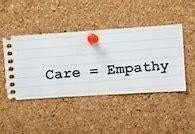 Care = Empathy